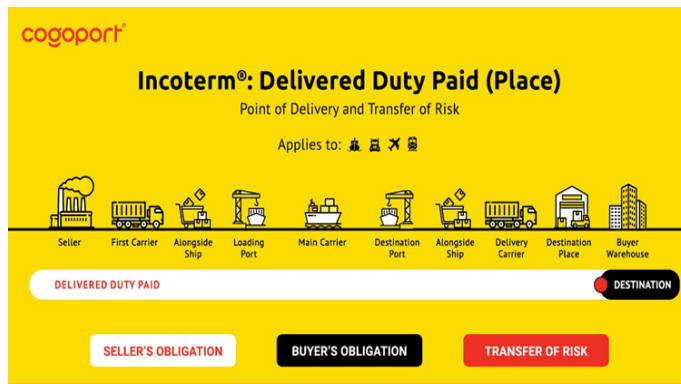 cogoport
Incoterm®: Delivered Duty Paid (Place)
Point of Delivery and Transfer of Risk
Applies to:
Seller
First Carrier
Alongside
Ship
Loading
Port
Main Carrier
Destination
Port
Alongside
Ship
Delivery
Carrier
Destination
Place
Buyer
Warehouse
DELIVERED DUTY PAID
DESTINATION
SELLER'S OBLIGATION
BUYER'S OBLIGATION
TRANSFER OF RISK